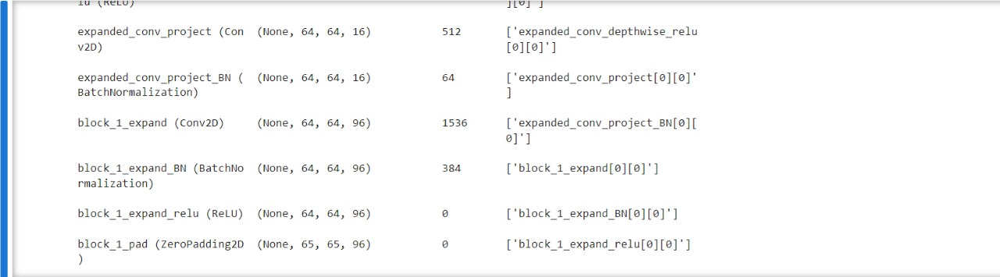 lu (ReLU) ][0]']
expanded_conv_project (Con (None, 64, 64, 16) 512 ['expanded_conv_depthwise_relu
v2D) [0][0]']
expanded_conv_project_BN ( (None, 64, 64, 16) 64 ['expanded_conv_project[0][0]'
BatchNormalization) ]
block_1_expand (Conv2D) (None, 64, 64, 96) 1536 ['expanded_conv_project_BN[0][
0]']
block_1_expand_BN (BatchNo (None, 64, 64, 96) 384 ['block_1_expand[0][0]']
rmalization)
block_1_expand_relu (ReLU) (None, 64, 64, 96) 0 ['block_1_expand_BN[0][0]']
block_1_pad (ZeroPadding2D (None, 65, 65, 96) 0 ['block_1_expand_relu[0][0]']
)